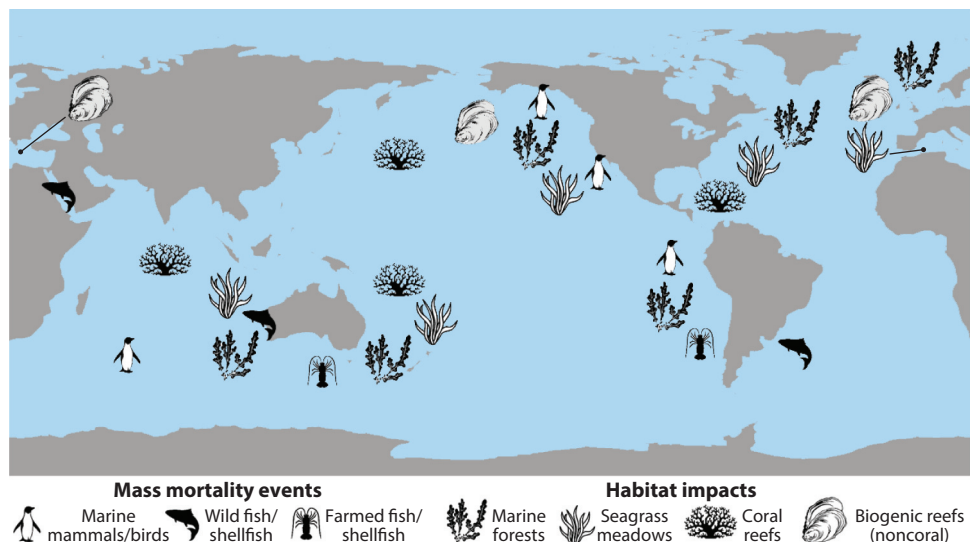 Mass mortality events
Habitat impacts
Marine
mammals/birds
Wild fish/
shellfish
Farmed fish/
shellfish
Marine
forests
Seagrass
meadows
Coral
reefs
Biogenic reefs
(noncoral)